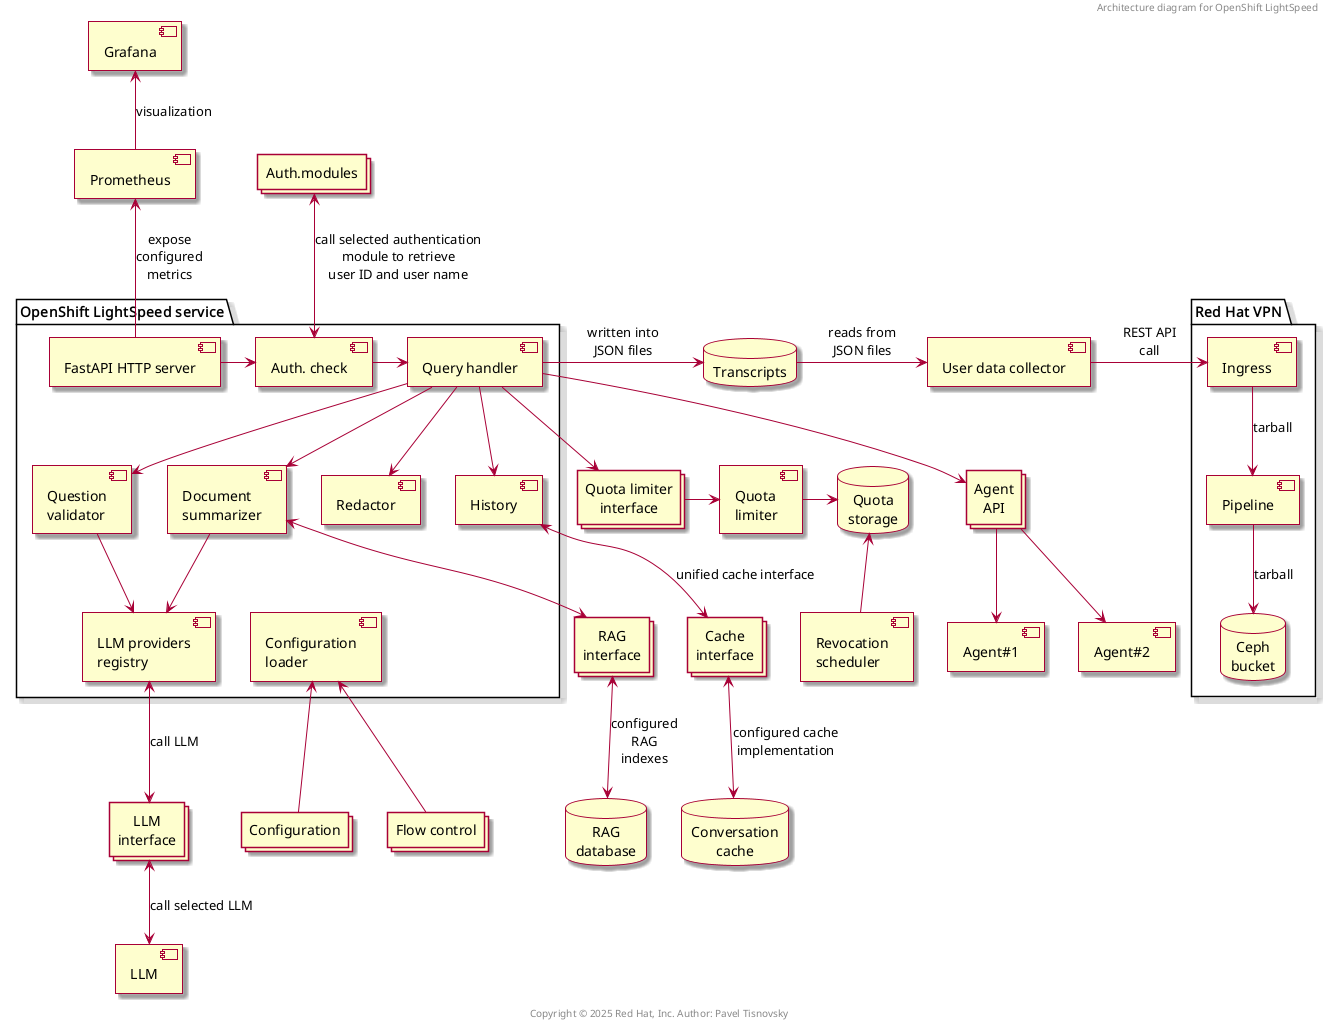 Architecture diagram for OpenShift LightSpeed
Grafana
visualization
Prometheus
Auth.modules
expose
configured
metrics
call selected authentication
module to retrieve
user ID and user name
OpenShift LightSpeed service
Red Hat VPN
FastAPI HTTP server
Auth. check
Query handler
written into
JSON files
Transcripts
reads from
JSON files
User data collector
REST API
call
Ingress
tarball
Question
validator
Document
summarizer
Redactor
History
Quota limiter
interface
Quota
limiter
Quota
storage
Agent
API
Pipeline
unified cache interface
tarball
LLM providers
registry
Configuration
loader
RAG
interface
Cache
interface
Revocation
scheduler
Agent#1
Agent#2
Ceph
bucket
call LLM
configured
RAG
indexes
configured cache
implementation
LLM
interface
Configuration
Flow control
RAG
database
Conversation
cache
call selected LLM
LLM
Copyright © 2025 Red Hat, Inc. Author: Pavel Tisnovsky